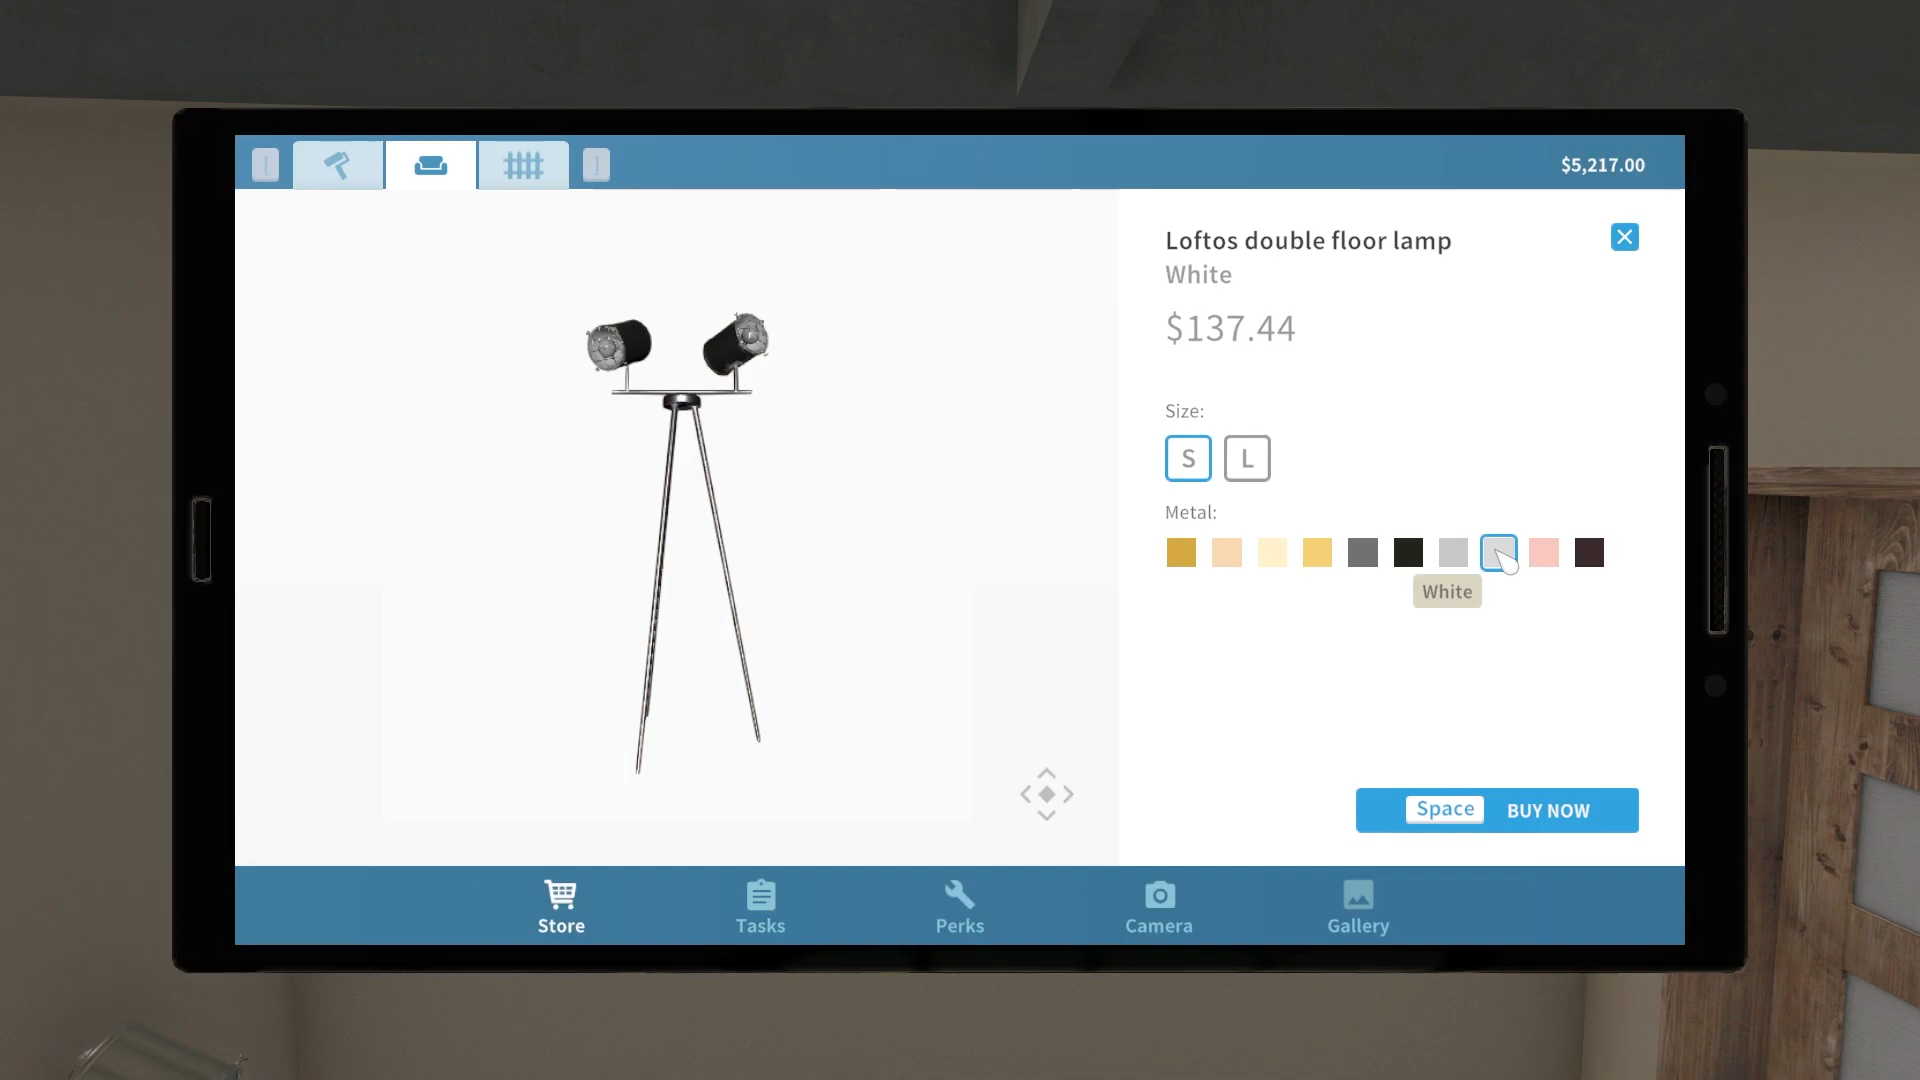 [
]
$5,217.00
Loftos double floor lamp
White
$137.44
Size:
S
L
Metal:
White
Space
BUY NOW
Store
Tasks
Perks
Camera
Gallery